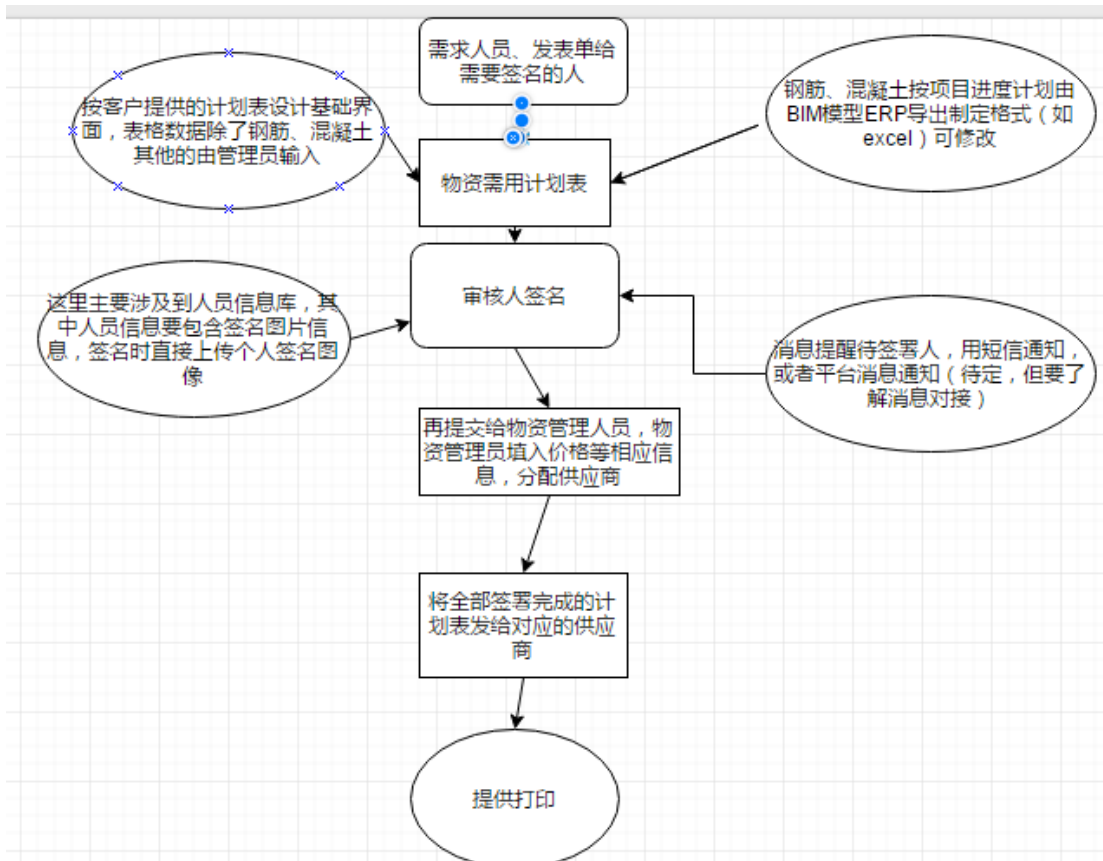 需求人员、发表单给
需要签名的人
按客户提供的计划表设计基础界
面，表格数据除了钢筋、混凝土
其他的由管理员输入
钢筋、混凝土按项目进度计划由
BIM模型ERP导出制定格式（如
excel）可修改
物资需用计划表
审核人签名
这里主要涉及到人员信息库，其
中人员信息要包含签名图片信
息，签名时直接上传个人签名图
像
消息提醒待签署人，用短信通知，
或者平台消息通知（待定，但要了
解消息对接）
再提交给物资管理人员，物
资管理员填入价格等相应信
息，分配供应商
将全部签署完成的计
划表发给对应的供应
商
提供打印